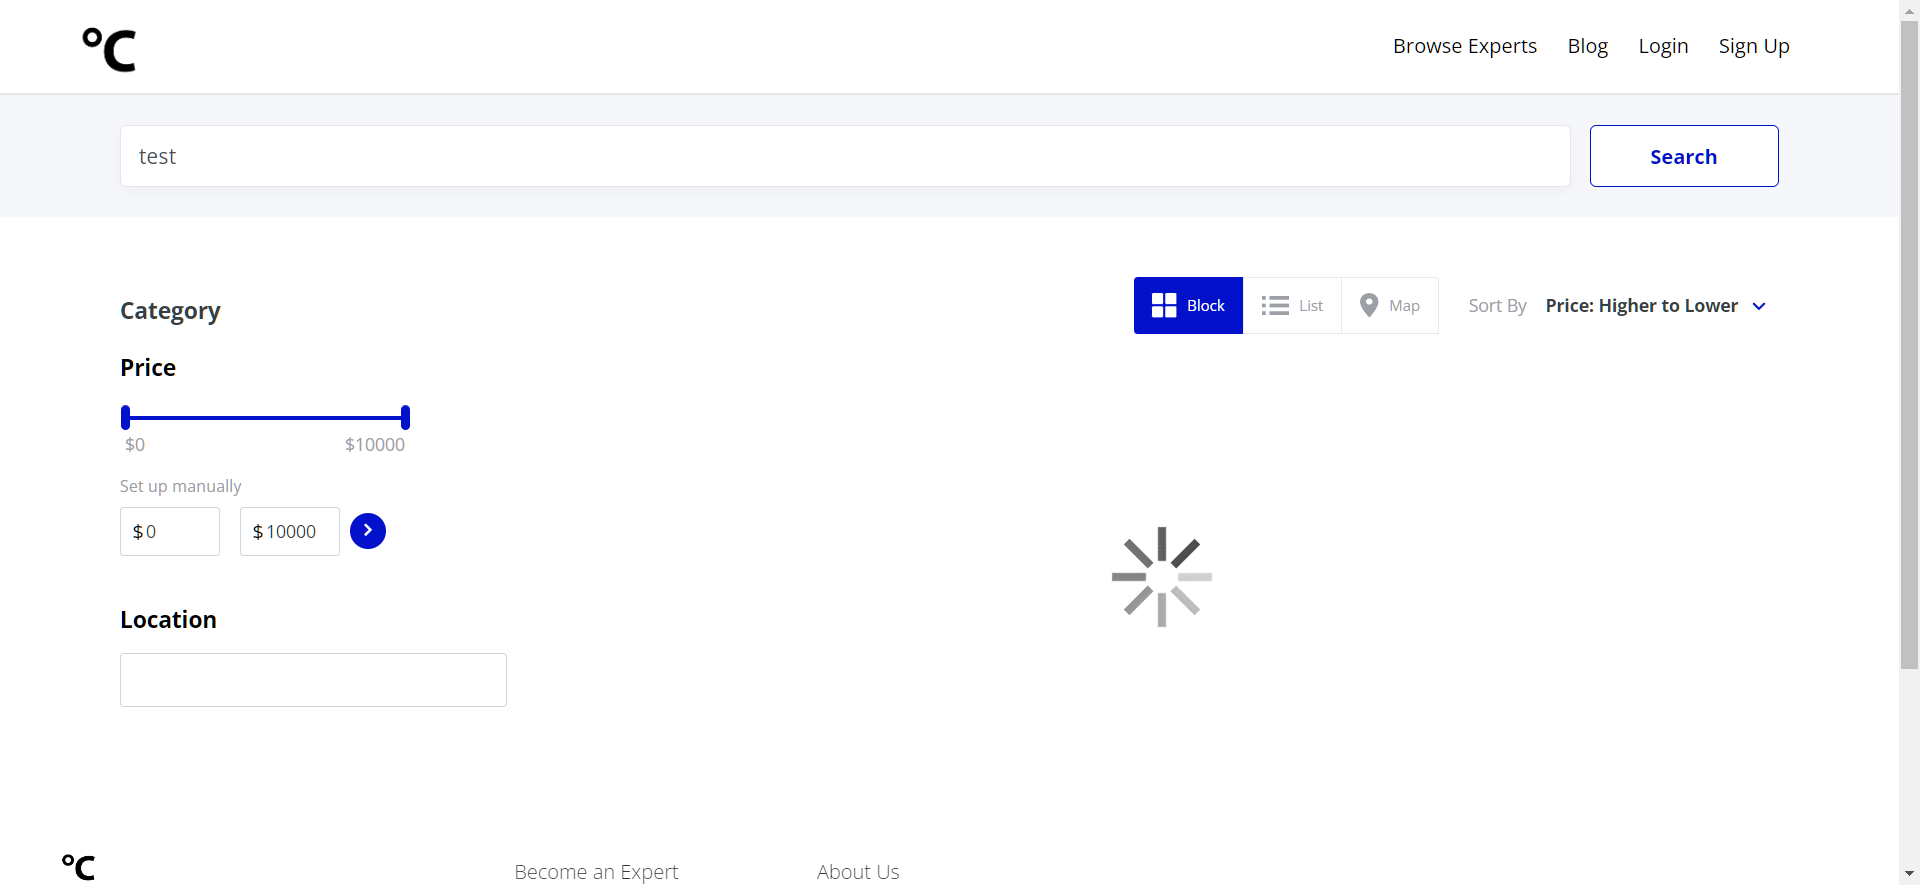 °C
Browse Experts Blog Login Sign Up
test
Search
Category
Block List Map Sort By Price: Higher to Lower
Price
$0 $10000
Set up manually
$ 0 $ 10000
Location
°C Become an Expert About Us